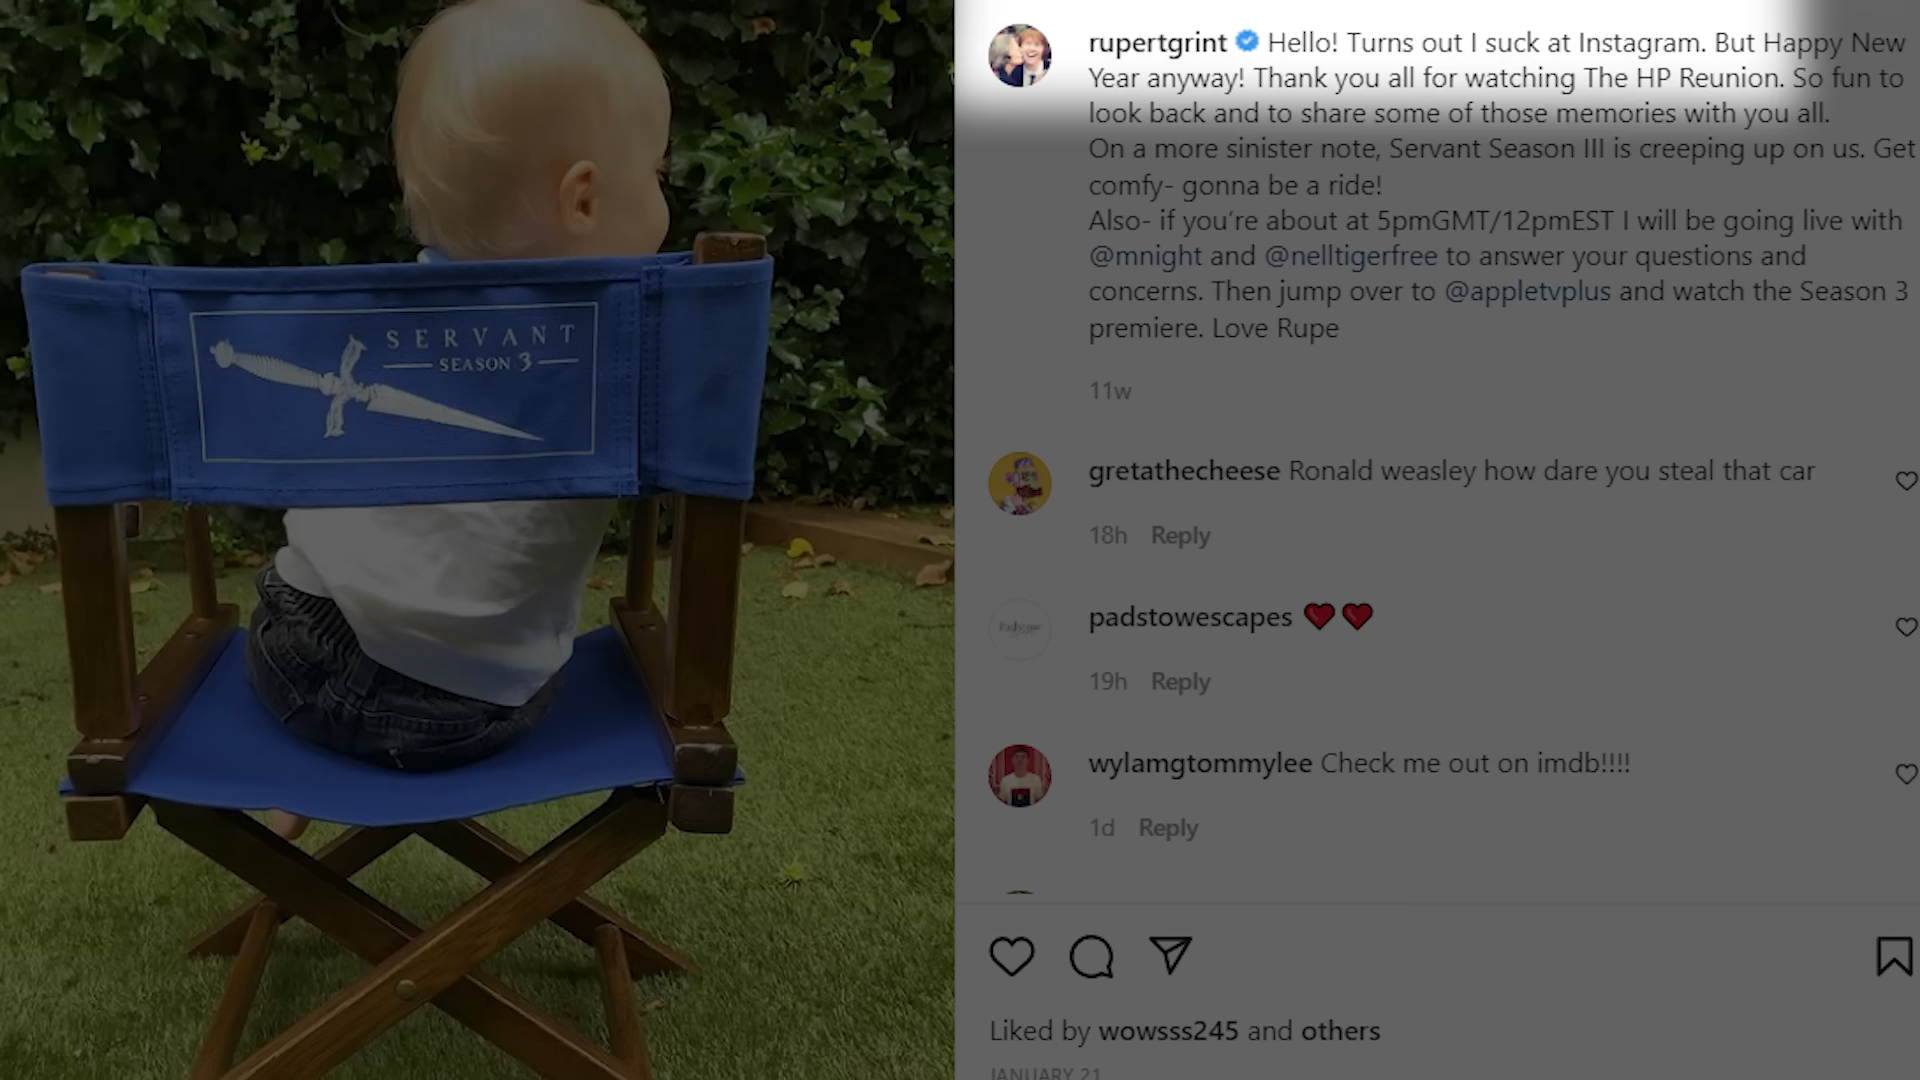 SERVANT
SEASON 3
rupertgrint Hello! Turns out I suck at Instagram. But Happy New
Year anyway! Thank you all for watching The HP Reunion. So fun to
look back and to share some of those memories with you all.
On a more sinister note, Servant Season III is creeping up on us. Get
comfy- gonna be a ride!
Also- if you're about at 5pmGMT/12pmEST I will be going live with
@mnight and @nelltigerfree to answer your questions and
concerns. Then jump over to @appletvplus and watch the Season 3
premiere. Love Rupe
11w
gretathecheese Ronald weasley how dare you steal that car
18h Reply
padstowescapes ❤️❤️
19h Reply
wylamgtommylee Check me out on imdb!!!!
1d Reply
Liked by wowsss245 and others
JANUARY 21